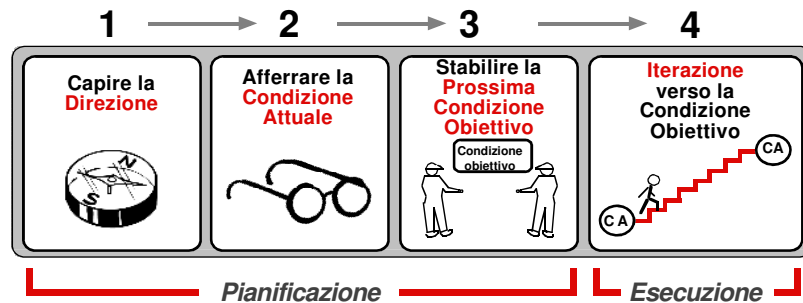 1 2 3 4
Capire la
Direzione
Afferrare la
Condizione
Attuale
Stabilire la
Prossima
Condizione
Obiettivo
Condizione
obiettivo
Iterazione
verso la
Condizione
Obiettivo
CA
CA
N
S
Pianificazione
Esecuzione